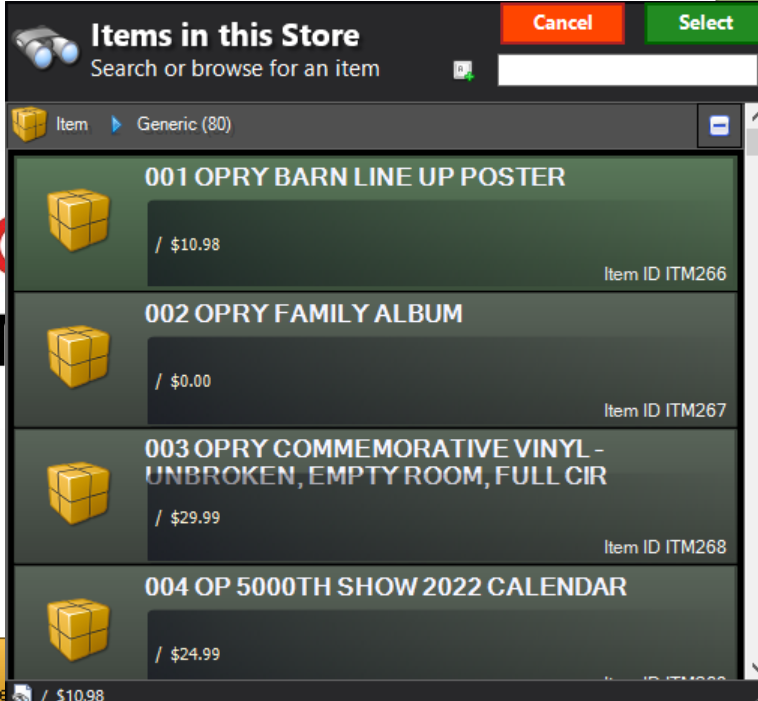 Items in this Store
Cancel
Select
Search or browse for an item
Item
Generic (80)
001 OPRY BARN LINE UP POSTER
/ $10.98
Item ID ITM266
002 OPRY FAMILY ALBUM
/ $0.00
Item ID ITM267
003 OPRY COMMEMORATIVE VINYL -
UNBROKEN, EMPTY ROOM, FULL CIR
/ $29.99
Item ID ITM268
004 OP 5000TH SHOW 2022 CALENDAR
/ $24.99
/ $10.98